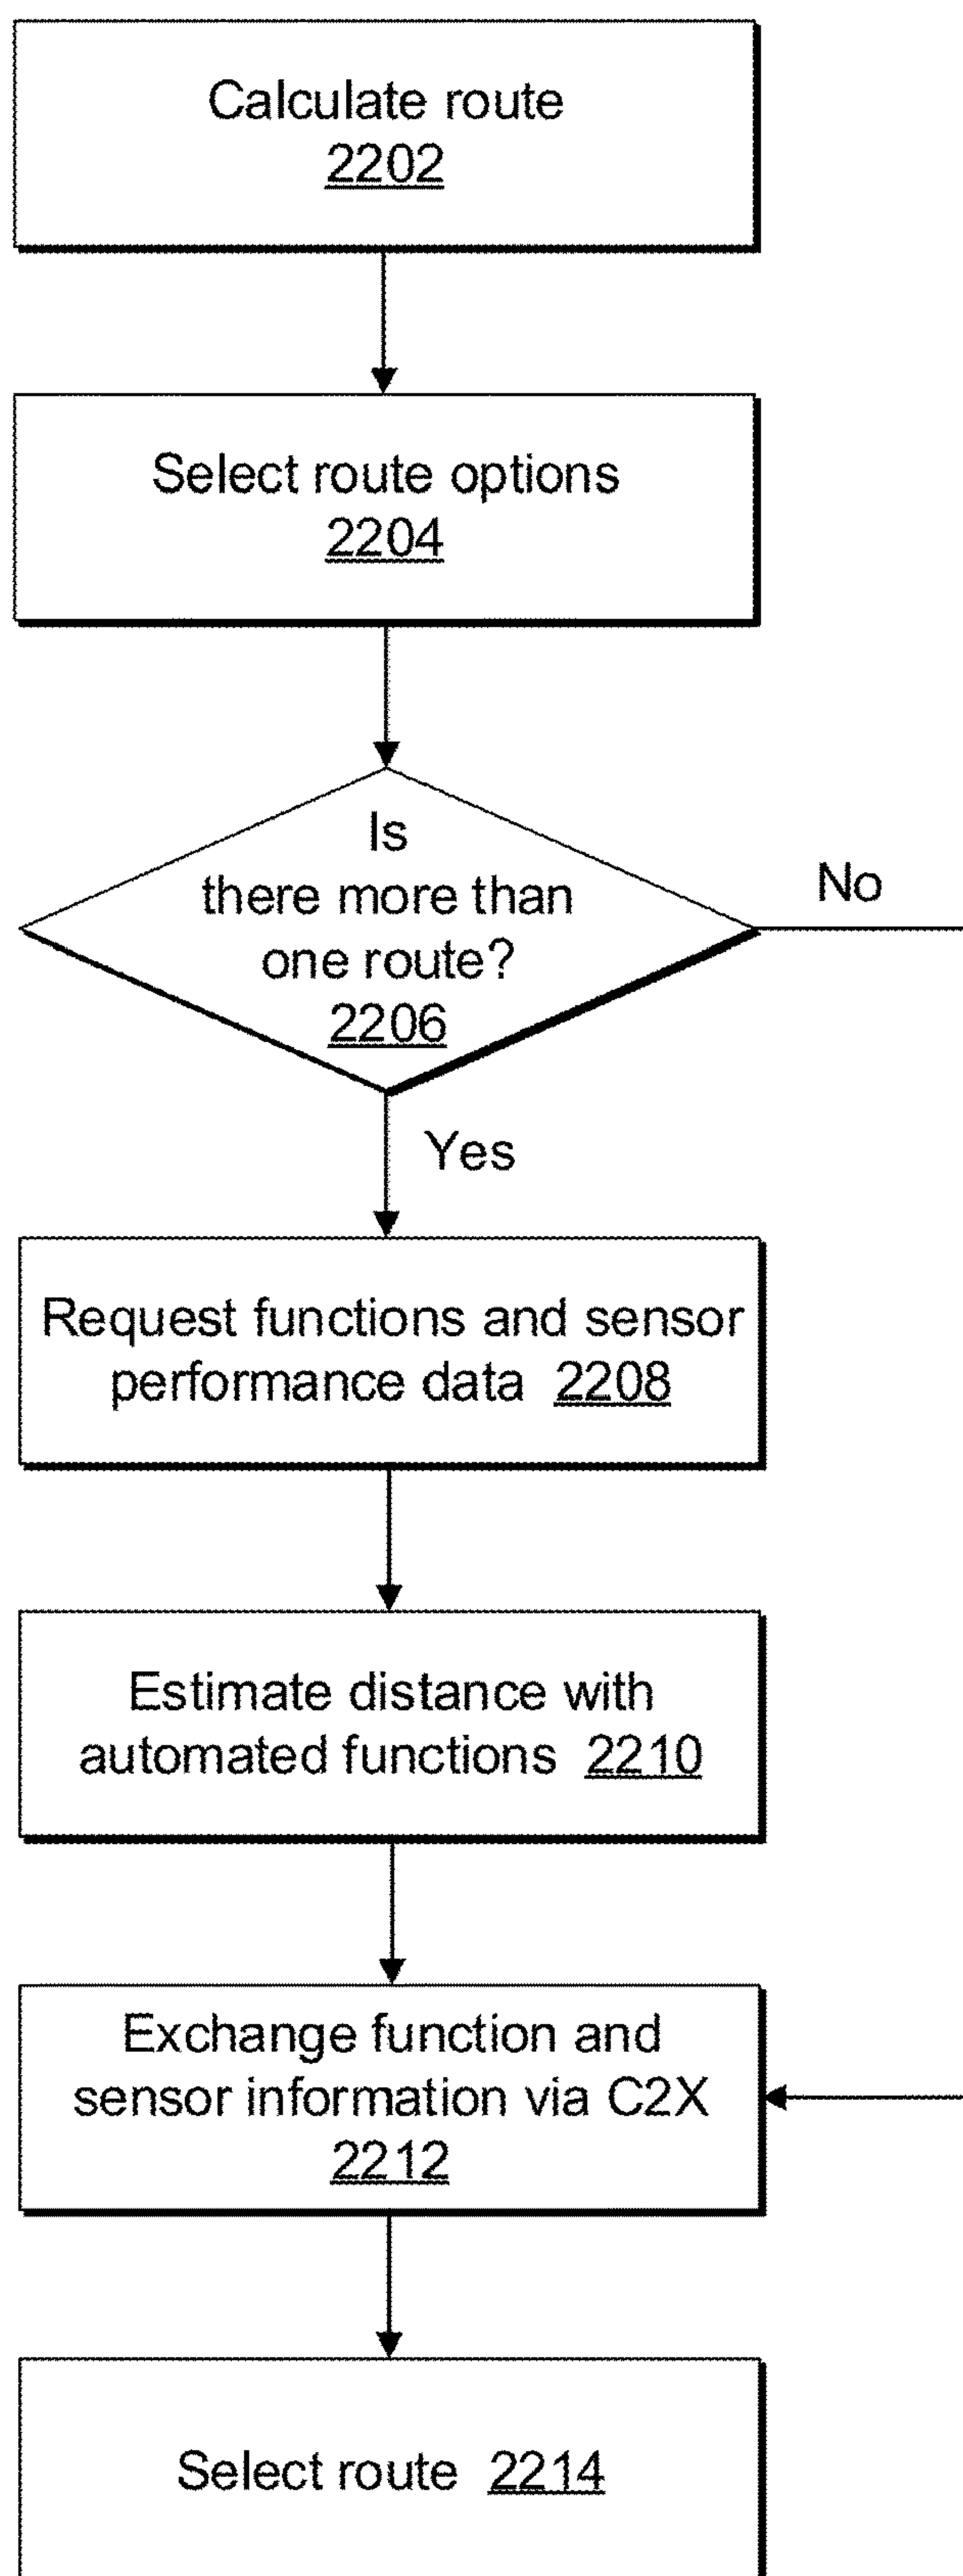 Calculate route
2202
Select route options
2204
Is
there more than
one route?
2206
No
Yes
Request functions and sensor
performance data 2208
Estimate distance with
automated functions 2210
Exchange function and
sensor information via C2X
2212
Select route 2214